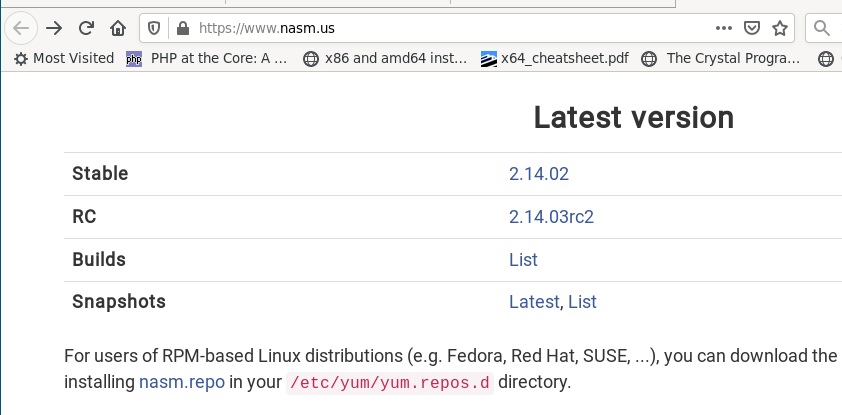 https://www.nasm.us
Most Visited php PHP at the Core: A ... x86 and amd64 inst... x64_cheatsheet.pdf The Crystal Progra...
Latest version
Stable 2.14.02
RC 2.14.03rc2
Builds List
Snapshots Latest, List
For users of RPM-based Linux distributions (e.g. Fedora, Red Hat, SUSE, ...), you can download the
installing nasm.repo in your /etc/yum/yum.repos.d directory.